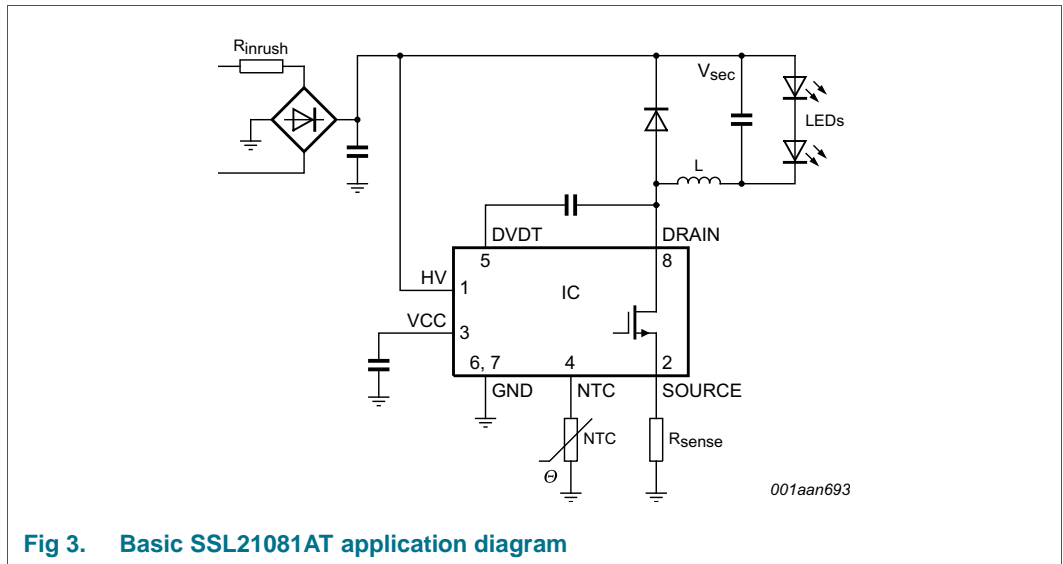 Rinrush
Vsec
LEDs
L
DVDT
DRAIN
5
8
HV
1
IC
VCC
3
6, 7
4
2
GND
NTC
SOURCE
NTC
Rsense
Θ
001aan693
Fig 3. Basic SSL21081AT application diagram